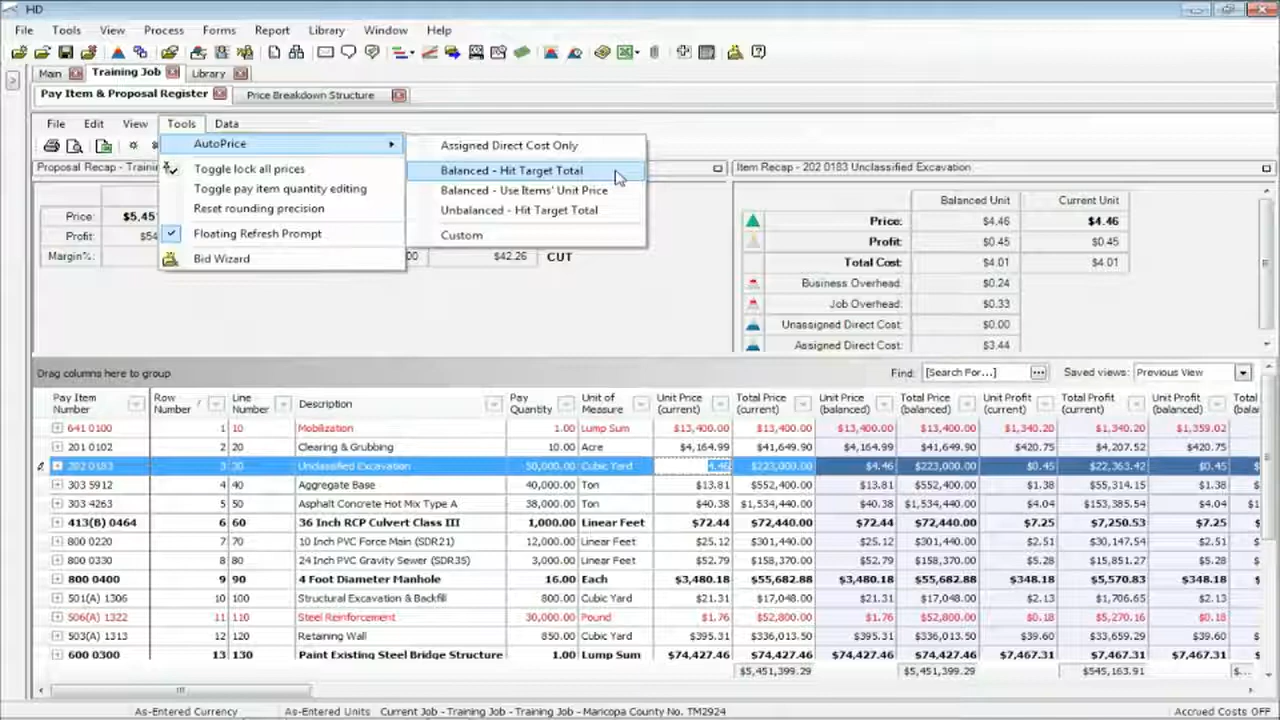 HD
File Tools View Process Forms Report Library Window Help
Main Training Job Library
Pay Item & Proposal Register Price Breakdown Structure
File Edit View Tools Data
AutoPrice
Toggle lock all prices
Toggle pay item quantity editing
Reset rounding precision
Floating Refresh Prompt
Bid Wizard
Assigned Direct Cost Only
Balanced - Hit Target Total
Balanced - Use Items' Unit Price
Unbalanced - Hit Target Total
Custom
Proposal Recap - Traini
Price: $5,45
Profit: $54
Margin%: $42.26 CUT
Item Recap - 202 0183 Unclassified Excavation
Balanced Unit Current Unit
Price: $4.46 $4.46
Profit: $0.45 $0.45
Total Cost: $4.01 $4.01
Business Overhead: $0.24
Job Overhead: $0.33
Unassigned Direct Cost: $0.00
Assigned Direct Cost: $3.44
Drag columns here to group Find: [Search For...] Saved views: Previous View
Pay Item Number Row Number Line Number Description Pay Quantity Unit of Measure Unit Price (current) Total Price (current) Unit Price (balanced) Total Price (balanced) Unit Profit (current) Total Profit (current) Unit Profit (balanced) Total (bala
641 0100 1 10 Mobilization 1.00 Lump Sum $13,400.00 $13,400.00 $13,400.00 $13,400.00 $1,340.20 $1,340.20 $1,359.02
201 0102 2 20 Clearing & Grubbing 10.00 Acre $4,164.99 $41,649.90 $4,164.99 $41,649.90 $420.75 $4,207.52 $420.75
202 0183 3 30 Unclassified Excavation 50,000.00 Cubic Yard 4.46 $223,000.00 $4.46 $223,000.00 $0.45 $22,363.42 $0.45
303 5912 4 40 Aggregate Base 40,000.00 Ton $13.81 $552,400.00 $13.81 $552,400.00 $1.38 $55,314.15 $1.38
303 4263 5 50 Asphalt Concrete Hot Mix Type A 38,000.00 Ton $40.38 $1,534,440.00 $40.38 $1,534,440.00 $4.04 $153,385.54 $4.04 $1
413(B) 0464 6 60 36 Inch RCP Culvert Class III 1,000.00 Linear Feet $72.44 $72,440.00 $72.44 $72,440.00 $7.25 $7,250.53 $7.25
800 0220 7 70 10 Inch PVC Force Main (SDR21) 12,000.00 Linear Feet $25.12 $301,440.00 $25.12 $301,440.00 $2.51 $30,147.54 $2.51
800 0330 8 80 24 Inch PVC Gravity Sewer (SDR35) 3,000.00 Linear Feet $52.79 $158,370.00 $52.79 $158,370.00 $5.28 $15,851.27 $5.28
800 0400 9 90 4 Foot Diameter Manhole 16.00 Each $3,480.18 $55,682.88 $3,480.18 $55,682.88 $348.18 $5,570.83 $348.18
501(A) 1306 10 100 Structural Excavation & Backfill 800.00 Cubic Yard $21.31 $17,048.00 $21.31 $17,048.00 $2.13 $1,706.65 $2.13
506(A) 1322 11 110 Steel Reinforcement 30,000.00 Pound $1.76 $52,800.00 $1.76 $52,800.00 $0.18 $5,270.16 $0.18
503(A) 1313 12 120 Retaining Wall 850.00 Cubic Yard $395.31 $336,013.50 $395.31 $336,013.50 $39.60 $33,659.29 $39.60
600 0300 13 130 Paint Existing Steel Bridge Structure 1.00 Lump Sum $74,427.46 $74,427.46 $74,427.46 $74,427.46 $7,467.31 $7,467.31 $7,467.31
$5,451,399.29 $5,451,399.29 $545,163.91 $...
As-Entered Currency As-Entered Units Current Job - Training Job - Training Job - Maricopa County No. TM2924 Accrued Costs OFF